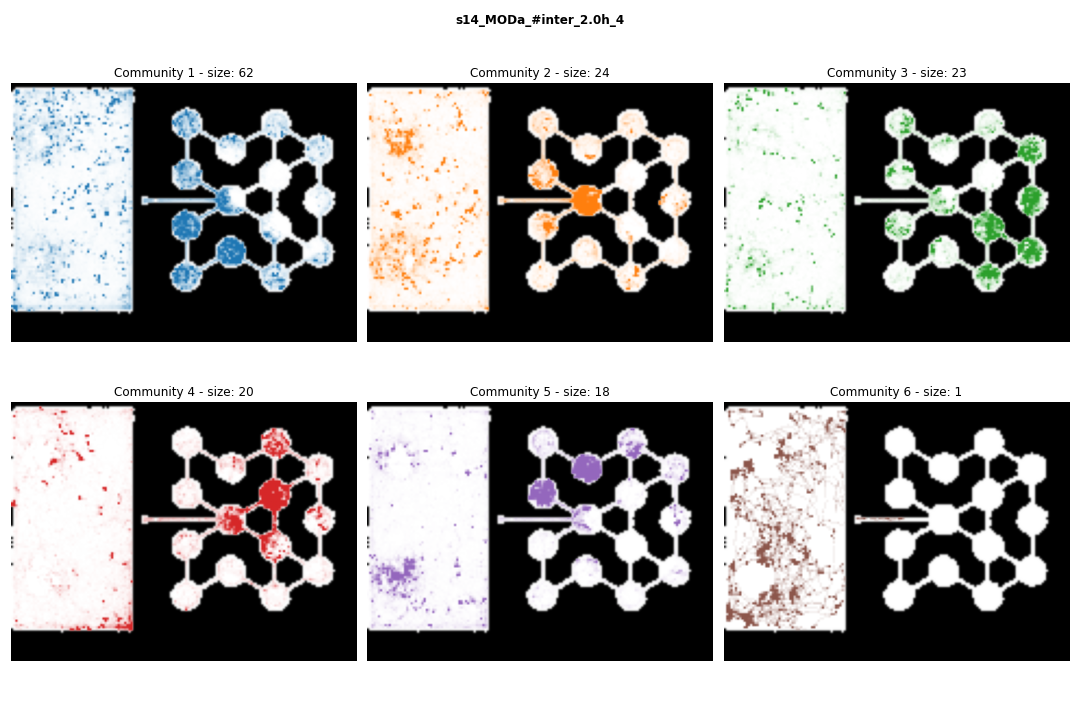 s14_MODa_#inter_2.0h_4
Community 1 - size: 62
Community 2 - size: 24
Community 3 - size: 23
Community 4 - size: 20
Community 5 - size: 18
Community 6 - size: 1